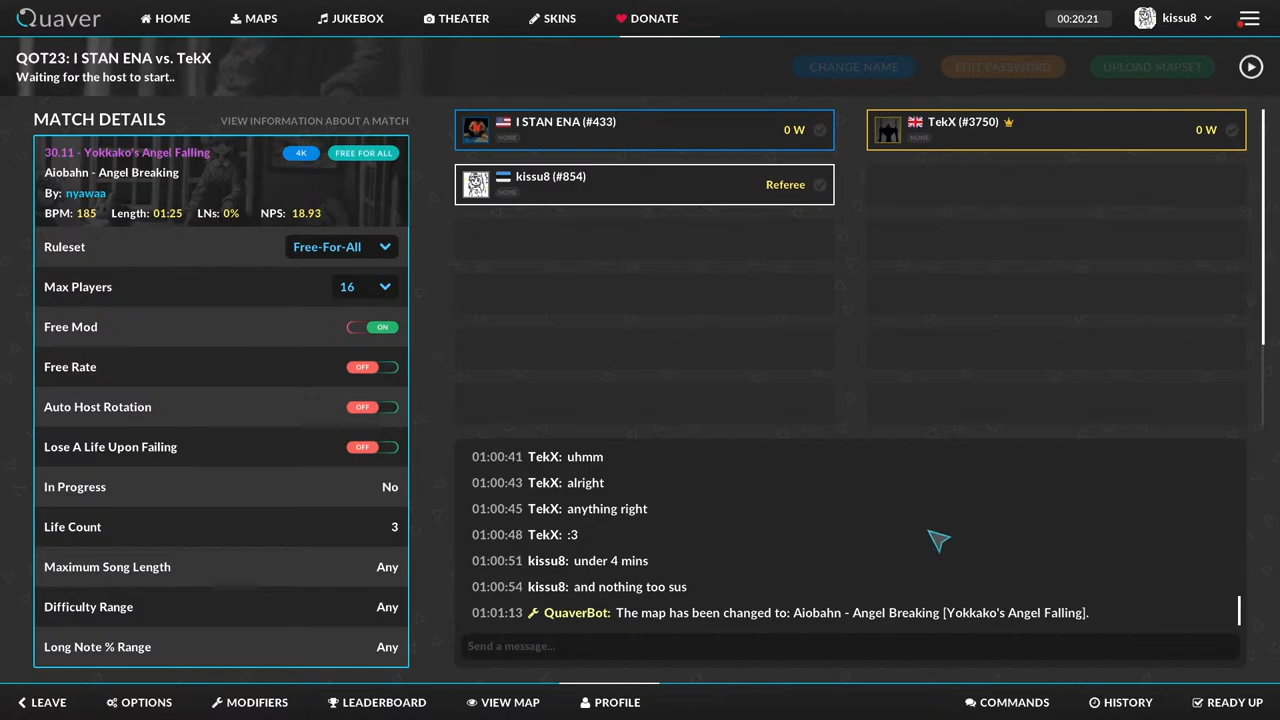 Quaver
HOME
MAPS
JUKEBOX
THEATER
SKINS
DONATE
00:20:21
kissu8
QOT23: I STAN ENA vs. TekX
Waiting for the host to start..
CHANGE NAME
EDIT PASSWORD
UPLOAD MAPSET
MATCH DETAILS
VIEW INFORMATION ABOUT A MATCH
30.11 - Yokkako's Angel Falling
4K
FREE FOR ALL
Aiobahn - Angel Breaking
By: nyawaa
BPM: 185 Length: 01:25 LNs: 0% NPS: 18.93
Ruleset Free-For-All
Max Players 16
Free Mod ON
Free Rate OFF
Auto Host Rotation OFF
Lose A Life Upon Failing OFF
In Progress No
Life Count 3
Maximum Song Length Any
Difficulty Range Any
Long Note % Range Any
I STAN ENA (#433)
NONE
0 W
TekX (#3750)
NONE
0 W
kissu8 (#854)
NONE
Referee
01:00:41 TekX: uhmm
01:00:43 TekX: alright
01:00:45 TekX: anything right
01:00:48 TekX: :3
01:00:51 kissu8: under 4 mins
01:00:54 kissu8: and nothing too sus
01:01:13 QuaverBot: The map has been changed to: Aiobahn - Angel Breaking [Yokkako's Angel Falling].
Send a message...
LEAVE
OPTIONS
MODIFIERS
LEADERBOARD
VIEW MAP
PROFILE
COMMANDS
HISTORY
READY UP